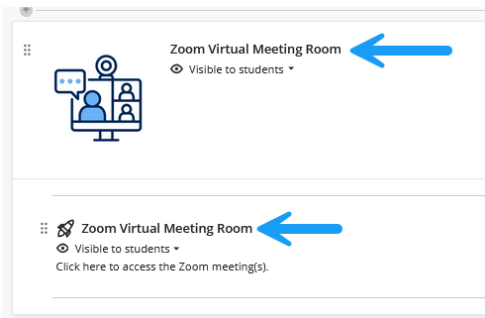 Zoom Virtual Meeting Room
Visible to students
Zoom Virtual Meeting Room
Visible to students
Click here to access the Zoom meeting(s).